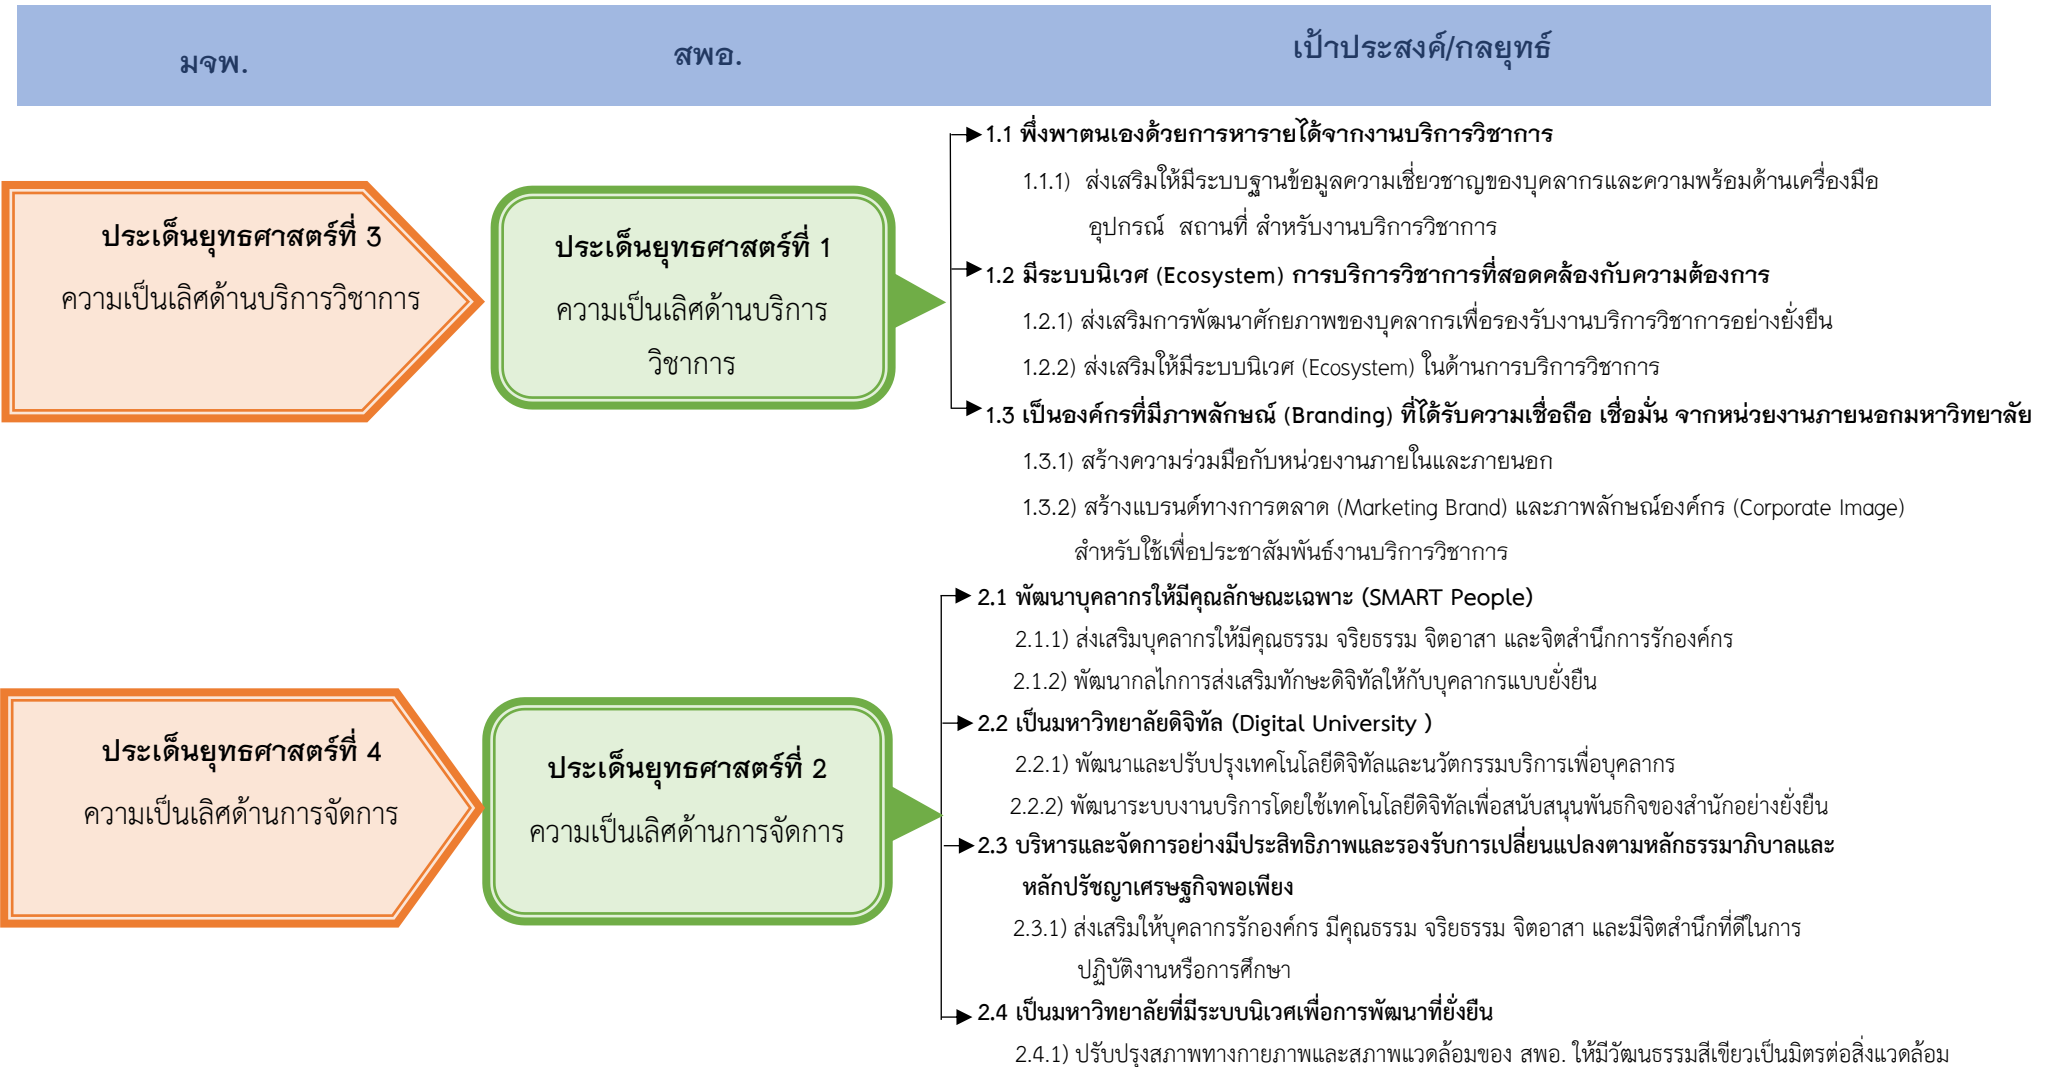 มจพ.
สพอ.
เป้าประสงค์/กลยุทธ์
ประเด็นยุทธศาสตร์ที่ 3
ความเป็นเลิศด้านบริการวิชาการ
ประเด็นยุทธศาสตร์ที่ 1
ความเป็นเลิศด้านบริการ
วิชาการ
1.1 พึ่งพาตนเองด้วยการหารายได้จากงานบริการวิชาการ
1.1.1) ส่งเสริมให้มีระบบฐานข้อมูลความเชี่ยวชาญของบุคลากรและความพร้อมด้านเครื่องมือ
อุปกรณ์ สถานที่ สำหรับงานบริการวิชาการ
1.2 มีระบบนิเวศ (Ecosystem) การบริการวิชาการที่สอดคล้องกับความต้องการ
1.2.1) ส่งเสริมการพัฒนาศักยภาพของบุคลากรเพื่อรองรับงานบริการวิชาการอย่างยั่งยืน
1.2.2) ส่งเสริมให้มีระบบนิเวศ (Ecosystem) ในด้านการบริการวิชาการ
1.3 เป็นองค์กรที่มีภาพลักษณ์ (Branding) ที่ได้รับความเชื่อถือ เชื่อมั่น จากหน่วยงานภายนอกมหาวิทยาลัย
1.3.1) สร้างความร่วมมือกับหน่วยงานภายในและภายนอก
1.3.2) สร้างแบรนด์ทางการตลาด (Marketing Brand) และภาพลักษณ์องค์กร (Corporate Image)
สำหรับใช้เพื่อประชาสัมพันธ์งานบริการวิชาการ
ประเด็นยุทธศาสตร์ที่ 4
ความเป็นเลิศด้านการจัดการ
ประเด็นยุทธศาสตร์ที่ 2
ความเป็นเลิศด้านการจัดการ
2.1 พัฒนาบุคลากรให้มีคุณลักษณะเฉพาะ (SMART People)
2.1.1) ส่งเสริมบุคลากรให้มีคุณธรรม จริยธรรม จิตอาสา และจิตสำนึกการรักองค์กร
2.1.2) พัฒนากลไกการส่งเสริมทักษะดิจิทัลให้กับบุคลากรแบบยั่งยืน
2.2 เป็นมหาวิทยาลัยดิจิทัล (Digital University )
2.2.1) พัฒนาและปรับปรุงเทคโนโลยีดิจิทัลและนวัตกรรมบริการเพื่อบุคลากร
2.2.2) พัฒนาระบบงานบริการโดยใช้เทคโนโลยีดิจิทัลเพื่อสนับสนุนพันธกิจของสำนักอย่างยั่งยืน
2.3 บริหารและจัดการอย่างมีประสิทธิภาพและรองรับการเปลี่ยนแปลงตามหลักธรรมาภิบาลและ
หลักปรัชญาเศรษฐกิจพอเพียง
2.3.1) ส่งเสริมให้บุคลากรรักองค์กร มีคุณธรรม จริยธรรม จิตอาสา และมีจิตสำนึกที่ดีในการ
ปฏิบัติงานหรือการศึกษา
2.4 เป็นมหาวิทยาลัยที่มีระบบนิเวศเพื่อการพัฒนาที่ยั่งยืน
2.4.1) ปรับปรุงสภาพทางกายภาพและสภาพแวดล้อมของ สพอ. ให้มีวัฒนธรรมสีเขียวเป็นมิตรต่อสิ่งแวดล้อม